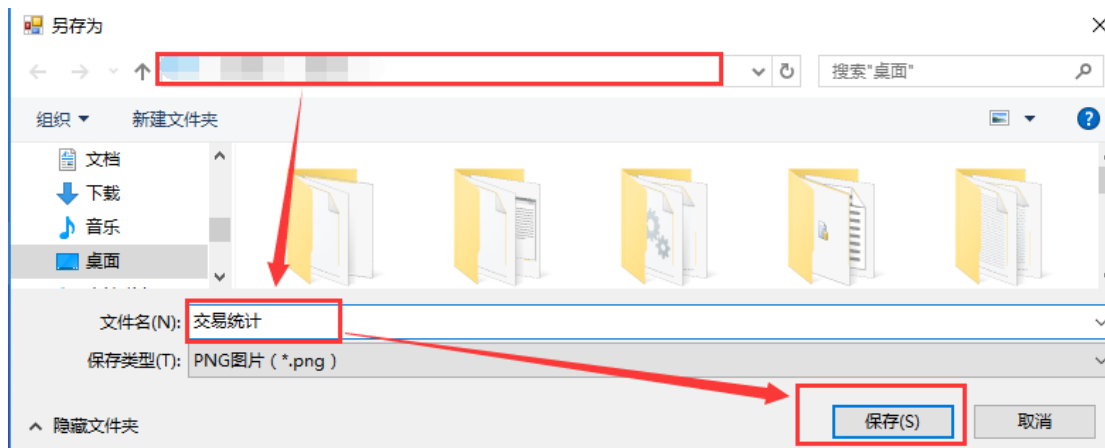 另存为
搜索"桌面"
组织
新建文件夹
文档
下载
音乐
桌面
文件名(N): 交易统计
保存类型(T): PNG图片 ( *.png )
隐藏文件夹
保存(S)
取消